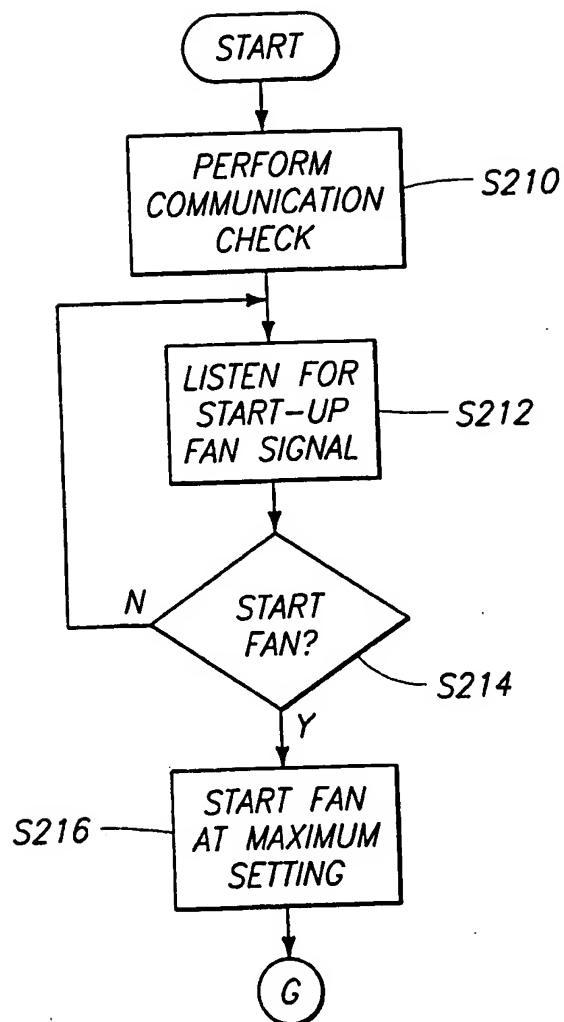 START
PERFORM
COMMUNICATION
CHECK
S210
LISTEN FOR
START-UP
FAN SIGNAL
S212
START
FAN?
N
S214
Y
START FAN
AT MAXIMUM
SETTING
S216
G